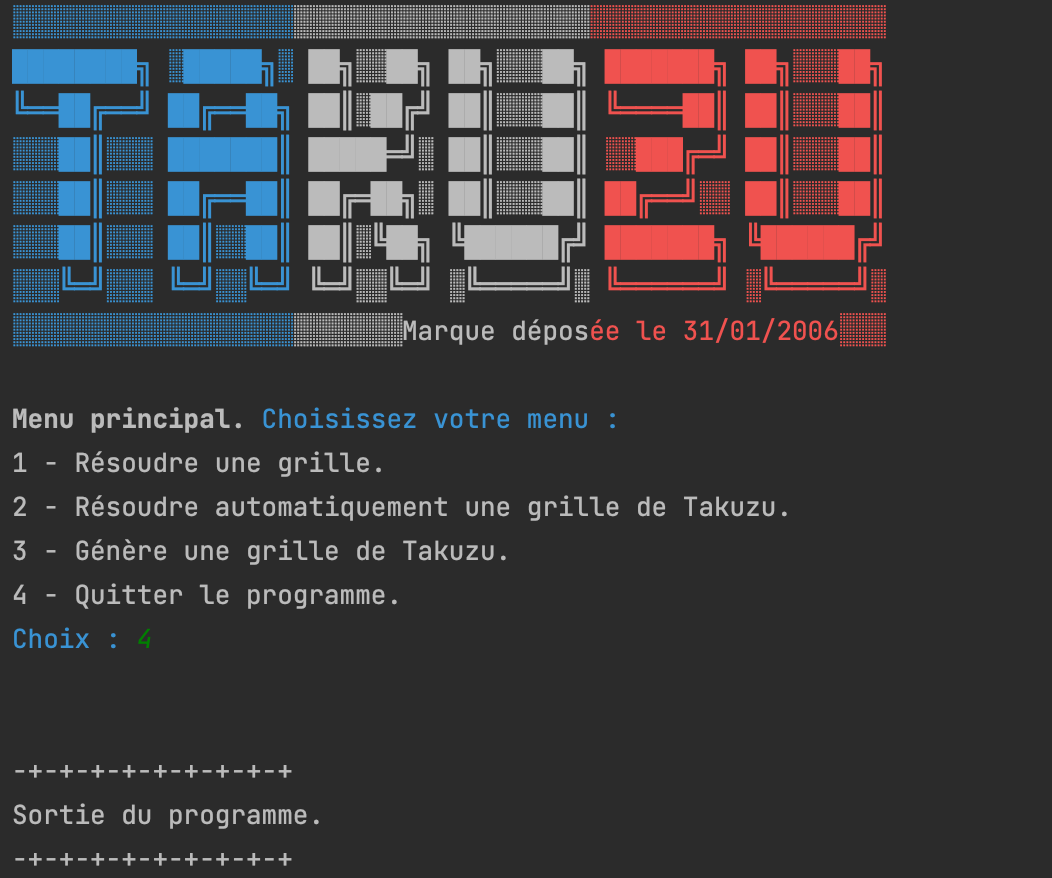 TAKUZU
Marque déposée le 31/01/2006
Menu principal. Choisissez votre menu :
1 - Résoudre une grille.
2 - Résoudre automatiquement une grille de Takuzu.
3 - Génère une grille de Takuzu.
4 - Quitter le programme.
Choix : 4
-+-+-+-+-+-+-+-+-+
Sortie du programme.
-+-+-+-+-+-+-+-+-+